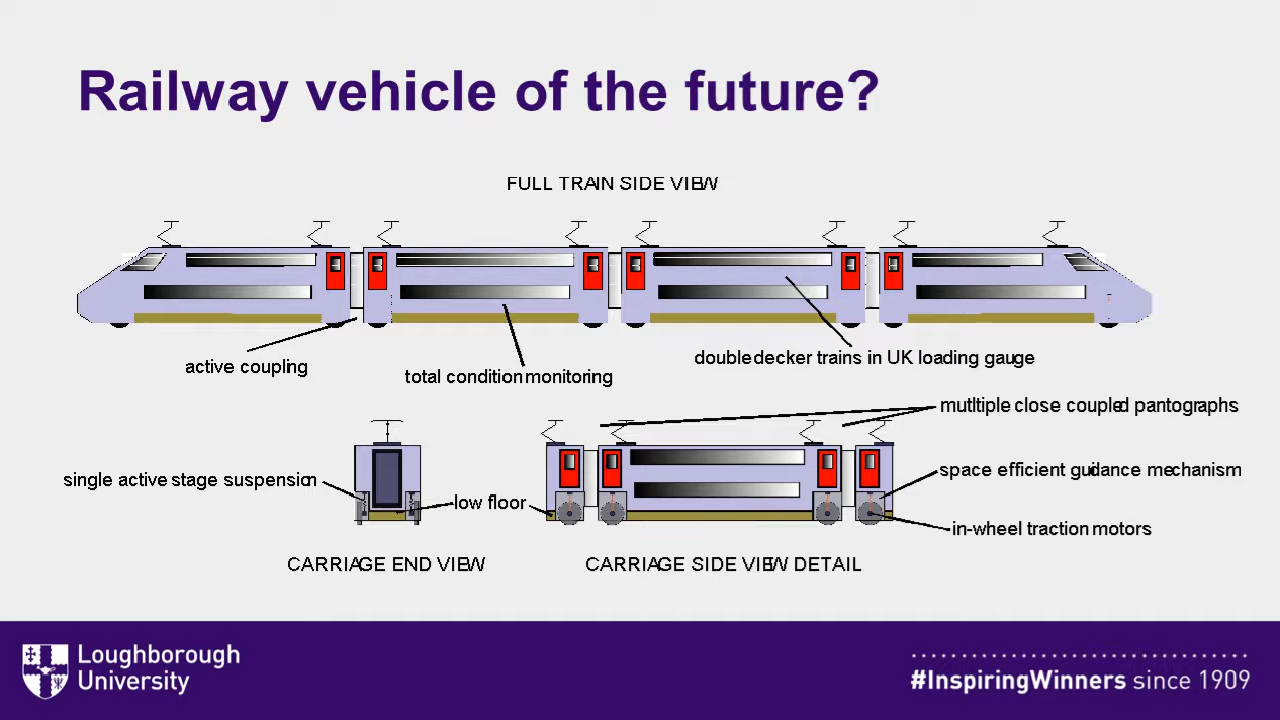 Railway vehicle of the future?
FULL TRAIN SIDE VIEW
active coupling
total condition monitoring
double decker trains in UK loading gauge
mutltiple close coupled pantographs
single active stage suspension
low floor
space efficient guidance mechanism
in-wheel traction motors
CARRIAGE END VIEW
CARRIAGE SIDE VIEW DETAIL
Loughborough
University
#InspiringWinners since 1909